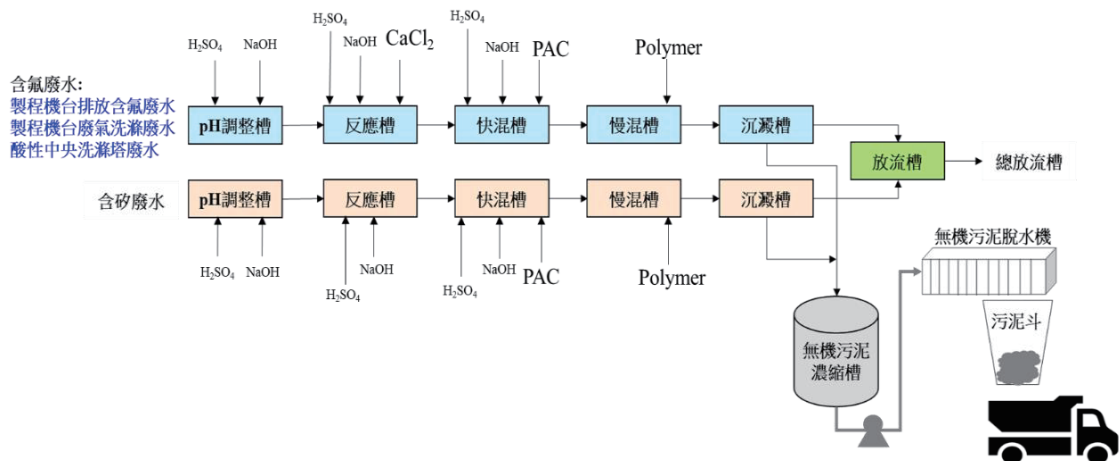 H₂SO₄
NaOH
H₂SO₄
NaOH
CaCl₂
H₂SO₄
NaOH
PAC
Polymer
含氟廢水:
製程機台排放含氟廢水
製程機台廢氣洗滌廢水
酸性中央洗滌塔廢水
pH調整槽
反應槽
快混槽
慢混槽
沉澱槽
放流槽
總放流槽
含矽廢水
pH調整槽
反應槽
快混槽
慢混槽
沉澱槽
H₂SO₄
NaOH
H₂SO₄
NaOH
H₂SO₄
NaOH
PAC
Polymer
無機污泥脫水機
污泥斗
無機污泥
濃縮槽